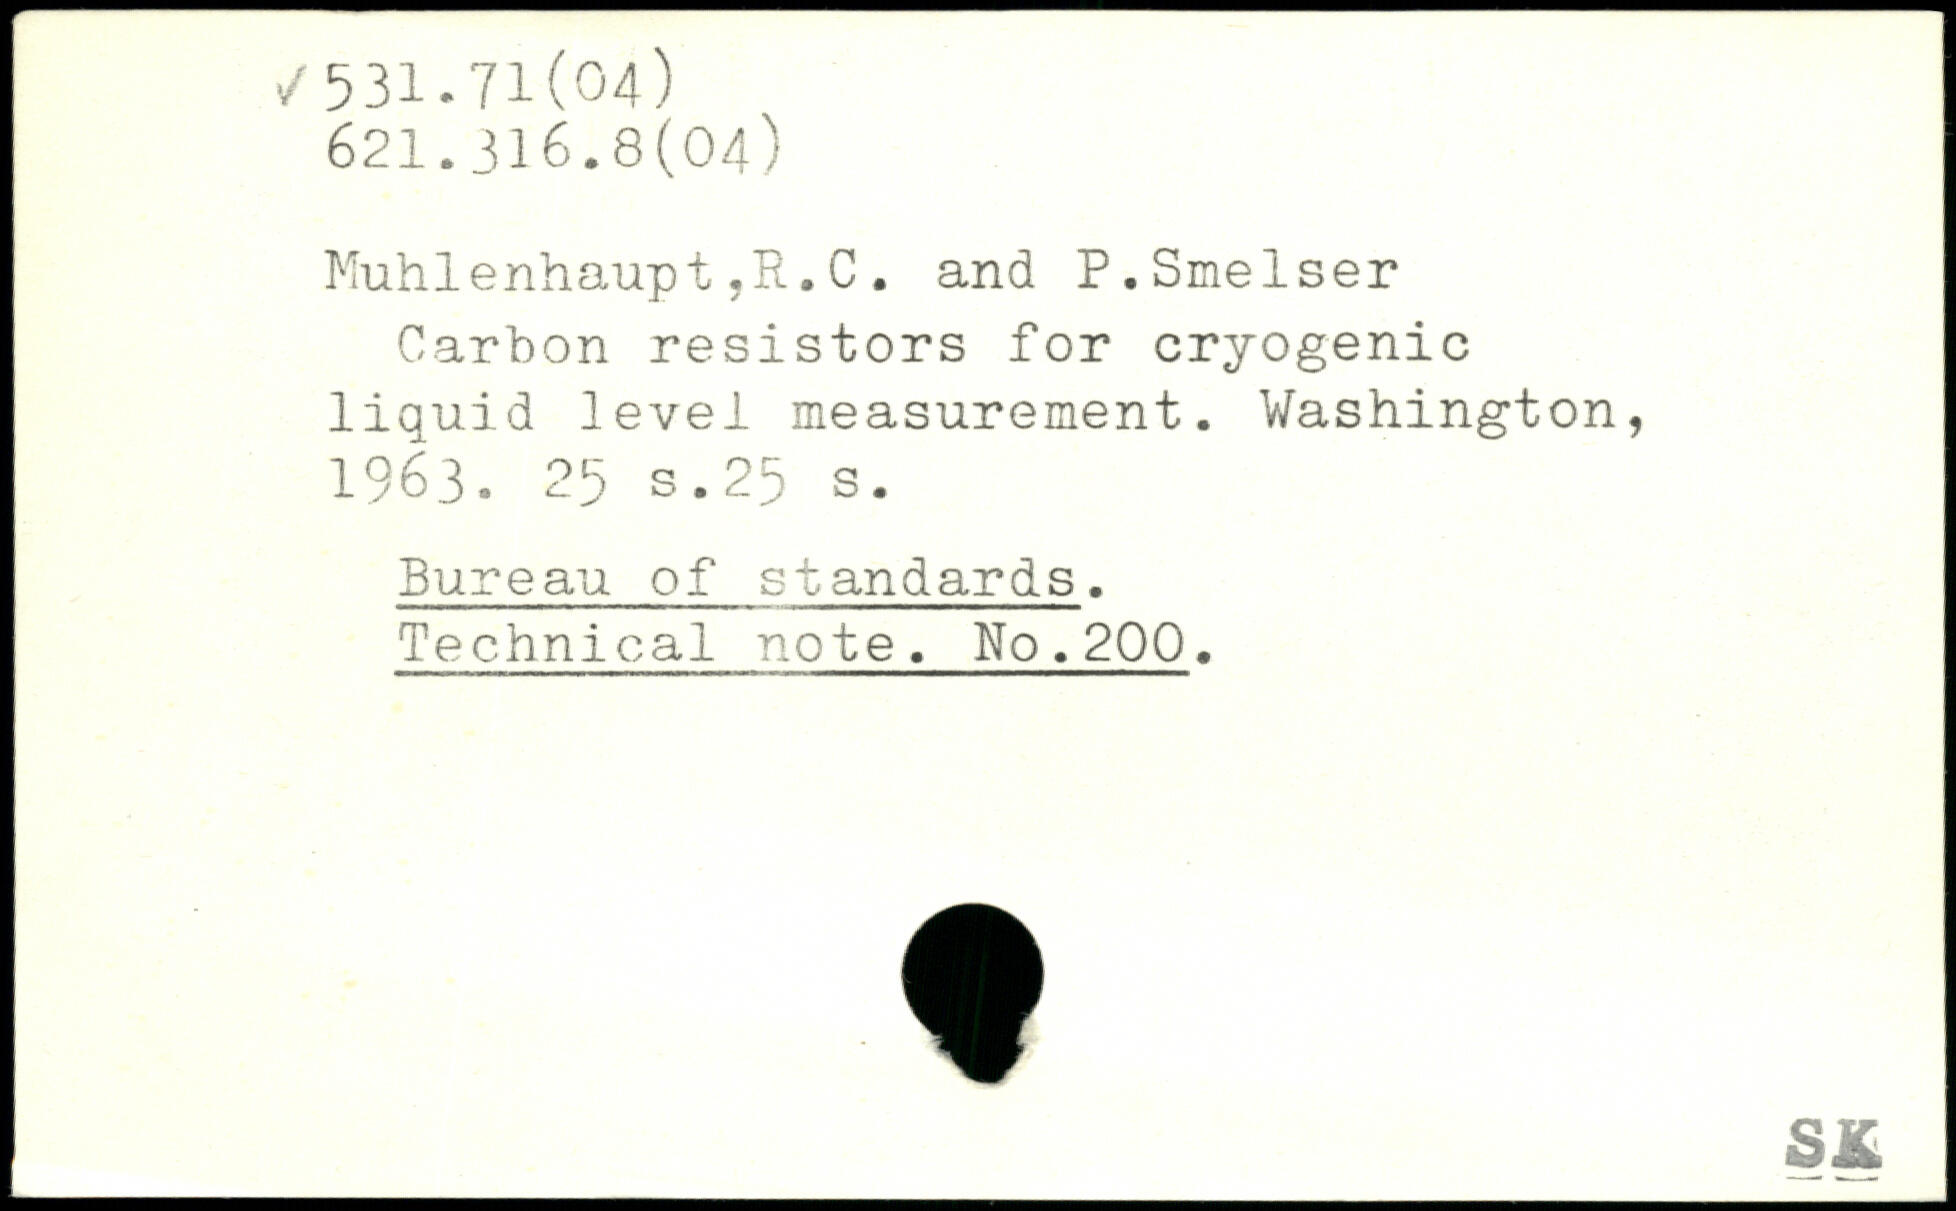 ✓ 531.71(04)
621.316.8(04)
Muhlenhaupt,R.C. and P.Smelser
Carbon resistors for cryogenic
liquid level measurement. Washington,
1963. 25 s.25 s.
Bureau of standards.
Technical note. No.200.
SK